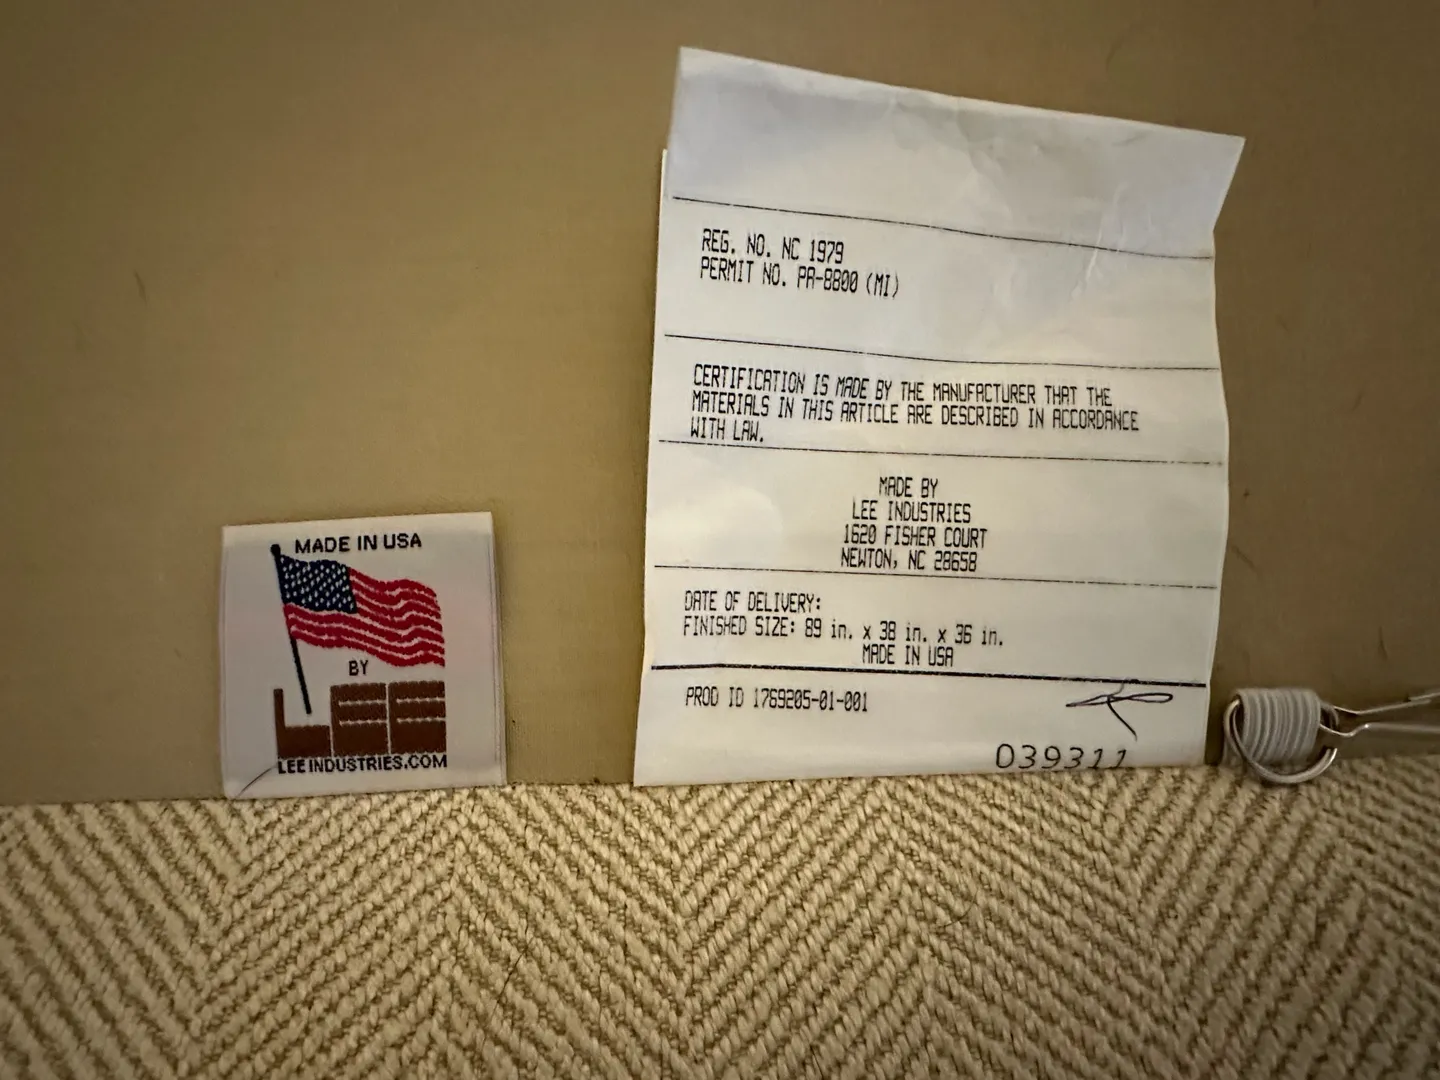 MADE IN USA
BY
LEE
LEEINDUSTRIES.COM
REG. NO. NC 1979
PERMIT NO. PA-8800 (MI)
CERTIFICATION IS MADE BY THE MANUFACTURER THAT THE
MATERIALS IN THIS ARTICLE ARE DESCRIBED IN ACCORDANCE
WITH LAW.
MADE BY
LEE INDUSTRIES
1620 FISHER COURT
NEWTON, NC 28658
DATE OF DELIVERY:
FINISHED SIZE: 89 in. x 38 in. x 36 in.
MADE IN USA
PROD ID 1769205-01-001
039311